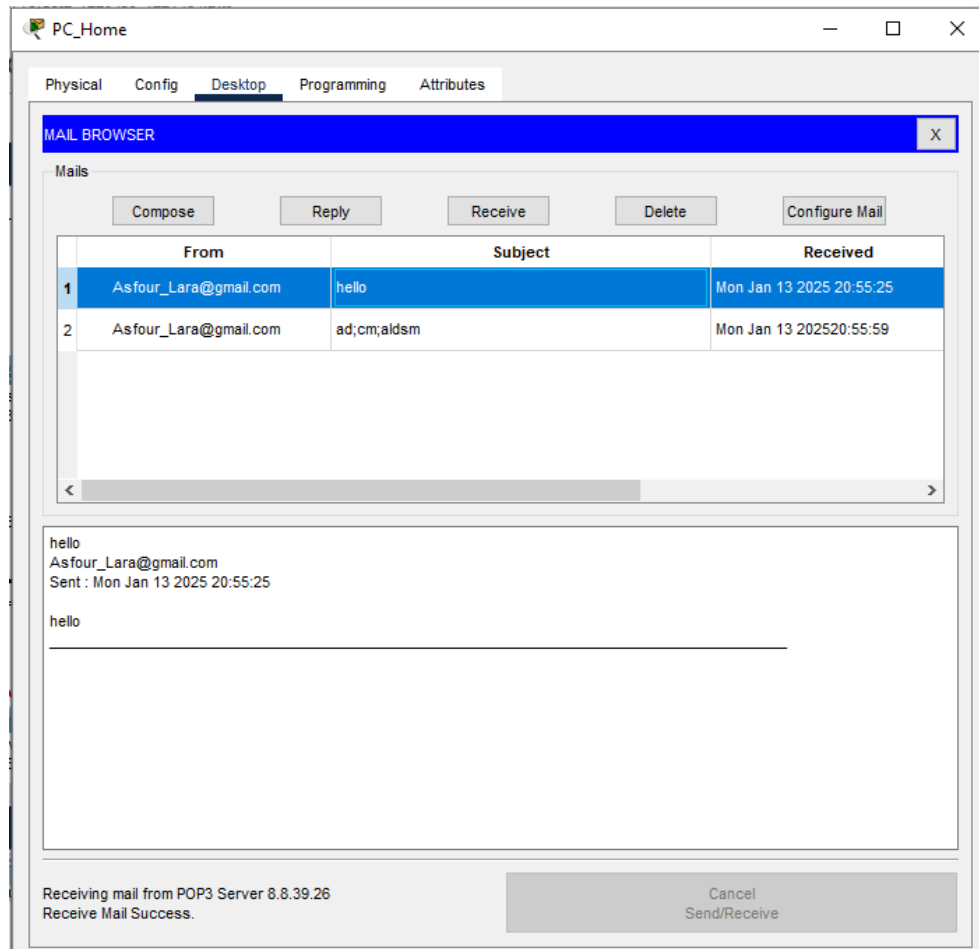 PC_Home
Physical Config Desktop Programming Attributes
MAIL BROWSER X
Mails
Compose Reply Receive Delete Configure Mail
From Subject Received
1 Asfour_Lara@gmail.com hello Mon Jan 13 2025 20:55:25
2 Asfour_Lara@gmail.com ad;cm;aldsm Mon Jan 13 202520:55:59
hello
Asfour_Lara@gmail.com
Sent : Mon Jan 13 2025 20:55:25
hello
Receiving mail from POP3 Server 8.8.39.26
Receive Mail Success.
Cancel
Send/Receive